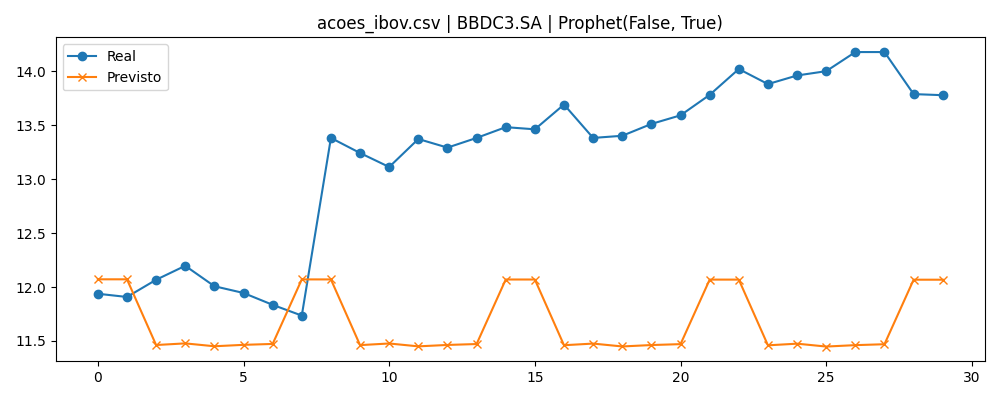 acoes_ibov.csv | BBDC3.SA | Prophet(False, True)
Real
Previsto
14.0
13.5
13.0
12.5
12.0
11.5
0 5 10 15 20 25 30